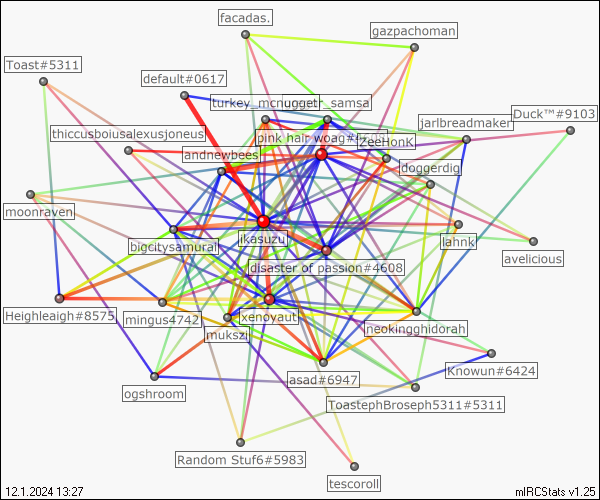 facadas.
gazpachoman
Toast#5311
default#0617
turkey_mcnugget
_samsa
Duck™#9103
jarlbreadmaker
thiccusboiusalexusjoneus
pink hair woag
ZeeHonk
andnewbees
doggerdig
moonraven
bigcitysamurai
ikasuzu
lahnk
avelicious
disaster of passion#4608
Heighleaigh#8575
mingus4742
xenoyaut
neokingghidorah
mukszi
Knowun#6424
asad#6947
ogshroom
ToastephBroseph5311#5311
Random Stuf6#5983
tescoroll
12.1.2024 13:27
mIRCStats v1.25